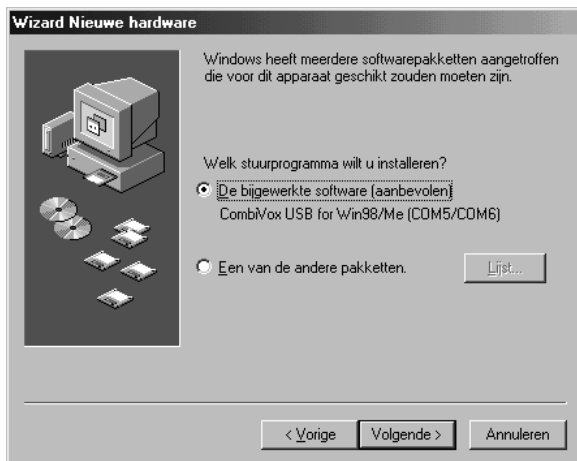 Wizard Nieuwe hardware
Windows heeft meerdere softwarepakketten aangetroffen
die voor dit apparaat geschikt zouden moeten zijn.
Welk stuurprogramma wilt u installeren?
De bijgewerkte software (aanbevolen)
CombiVox USB for Win98/Me (COM5/COM6)
Een van de andere pakketten.
Lijst...
< Vorige
Volgende >
Annuleren